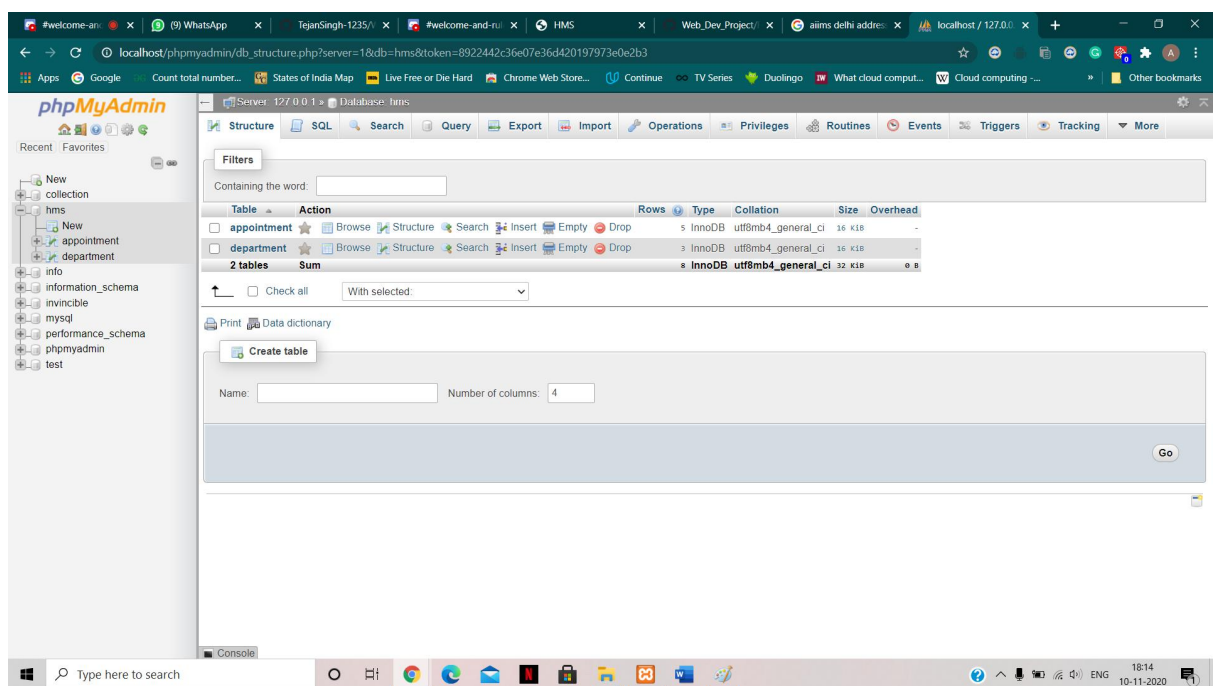 #welcome-anc
(9) WhatsApp
TejanSingh-1235/V
#welcome-and-rul
HMS
Web_Dev_Project/
aiims delhi addres
localhost / 127.0.0
localhost/phpmyadmin/db_structure.php?server=1&db=hms&token=8922442c36e07e36d420197973e0e2b3
Apps Google Count total number... States of India Map Live Free or Die Hard Chrome Web Store... Continue TV Series Duolingo What cloud comput... Cloud computing -... » Other bookmarks
phpMyAdmin
Recent Favorites
New
collection
hms
New
appointment
department
info
information_schema
invincible
mysql
performance_schema
phpmyadmin
test
Server: 127.0.0.1 » Database: hms
Structure SQL Search Query Export Import Operations Privileges Routines Events Triggers Tracking More
Filters
Containing the word:
Table Action Rows Type Collation Size Overhead
appointment Browse Structure Search Insert Empty Drop 5 InnoDB utf8mb4_general_ci 16 KiB -
department Browse Structure Search Insert Empty Drop 3 InnoDB utf8mb4_general_ci 16 KiB -
2 tables Sum 8 InnoDB utf8mb4_general_ci 32 KiB 0 B
Check all With selected:
Print Data dictionary
Create table
Name: Number of columns: 4
Go
Console
Type here to search
ENG
18:14
10-11-2020